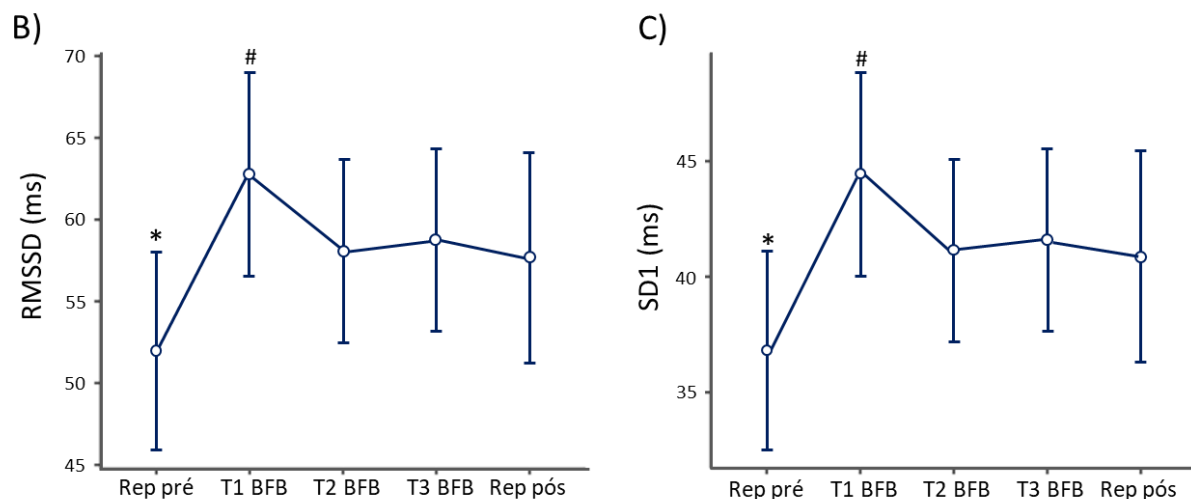 B)
70
65
60
55
50
45
RMSSD (ms)
*
#
Rep pré T1 BFB T2 BFB T3 BFB Rep pós
C)
45
40
35
SD1 (ms)
*
#
Rep pré T1 BFB T2 BFB T3 BFB Rep pós